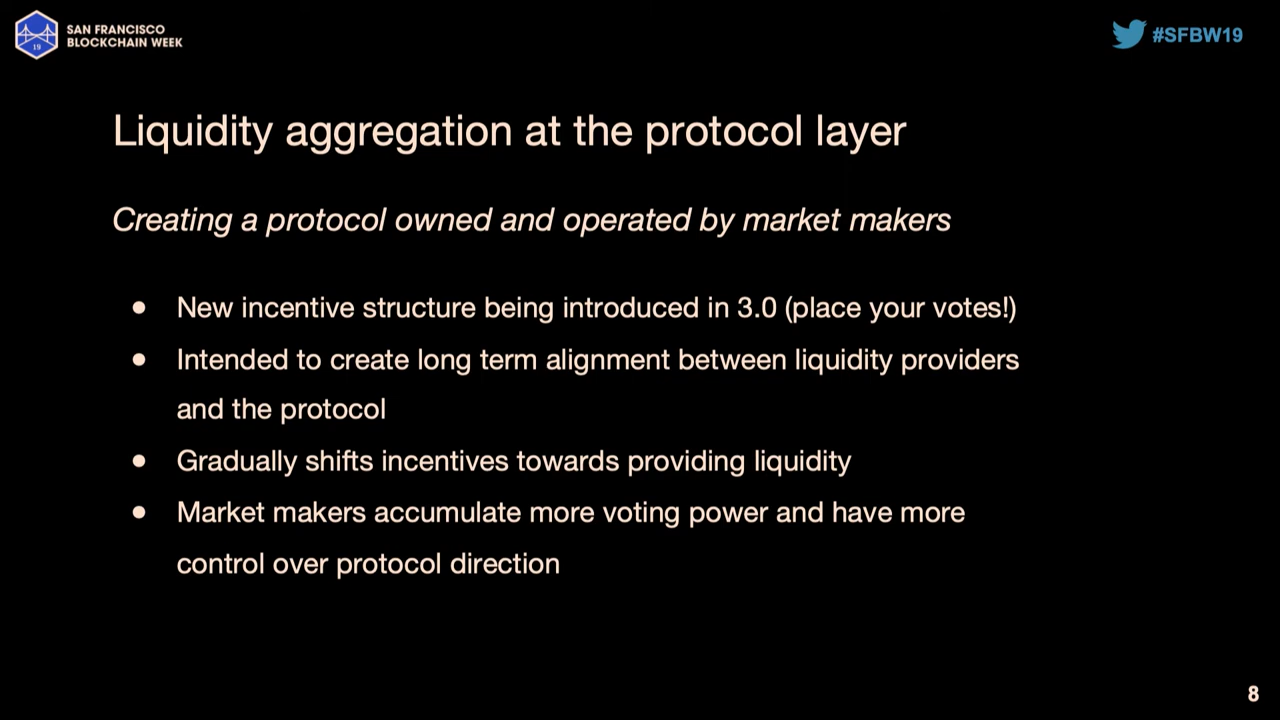 SAN FRANCISCO
BLOCKCHAIN WEEK
19
#SFBW19
Liquidity aggregation at the protocol layer
Creating a protocol owned and operated by market makers
● New incentive structure being introduced in 3.0 (place your votes!)
● Intended to create long term alignment between liquidity providers
and the protocol
● Gradually shifts incentives towards providing liquidity
● Market makers accumulate more voting power and have more
control over protocol direction
8